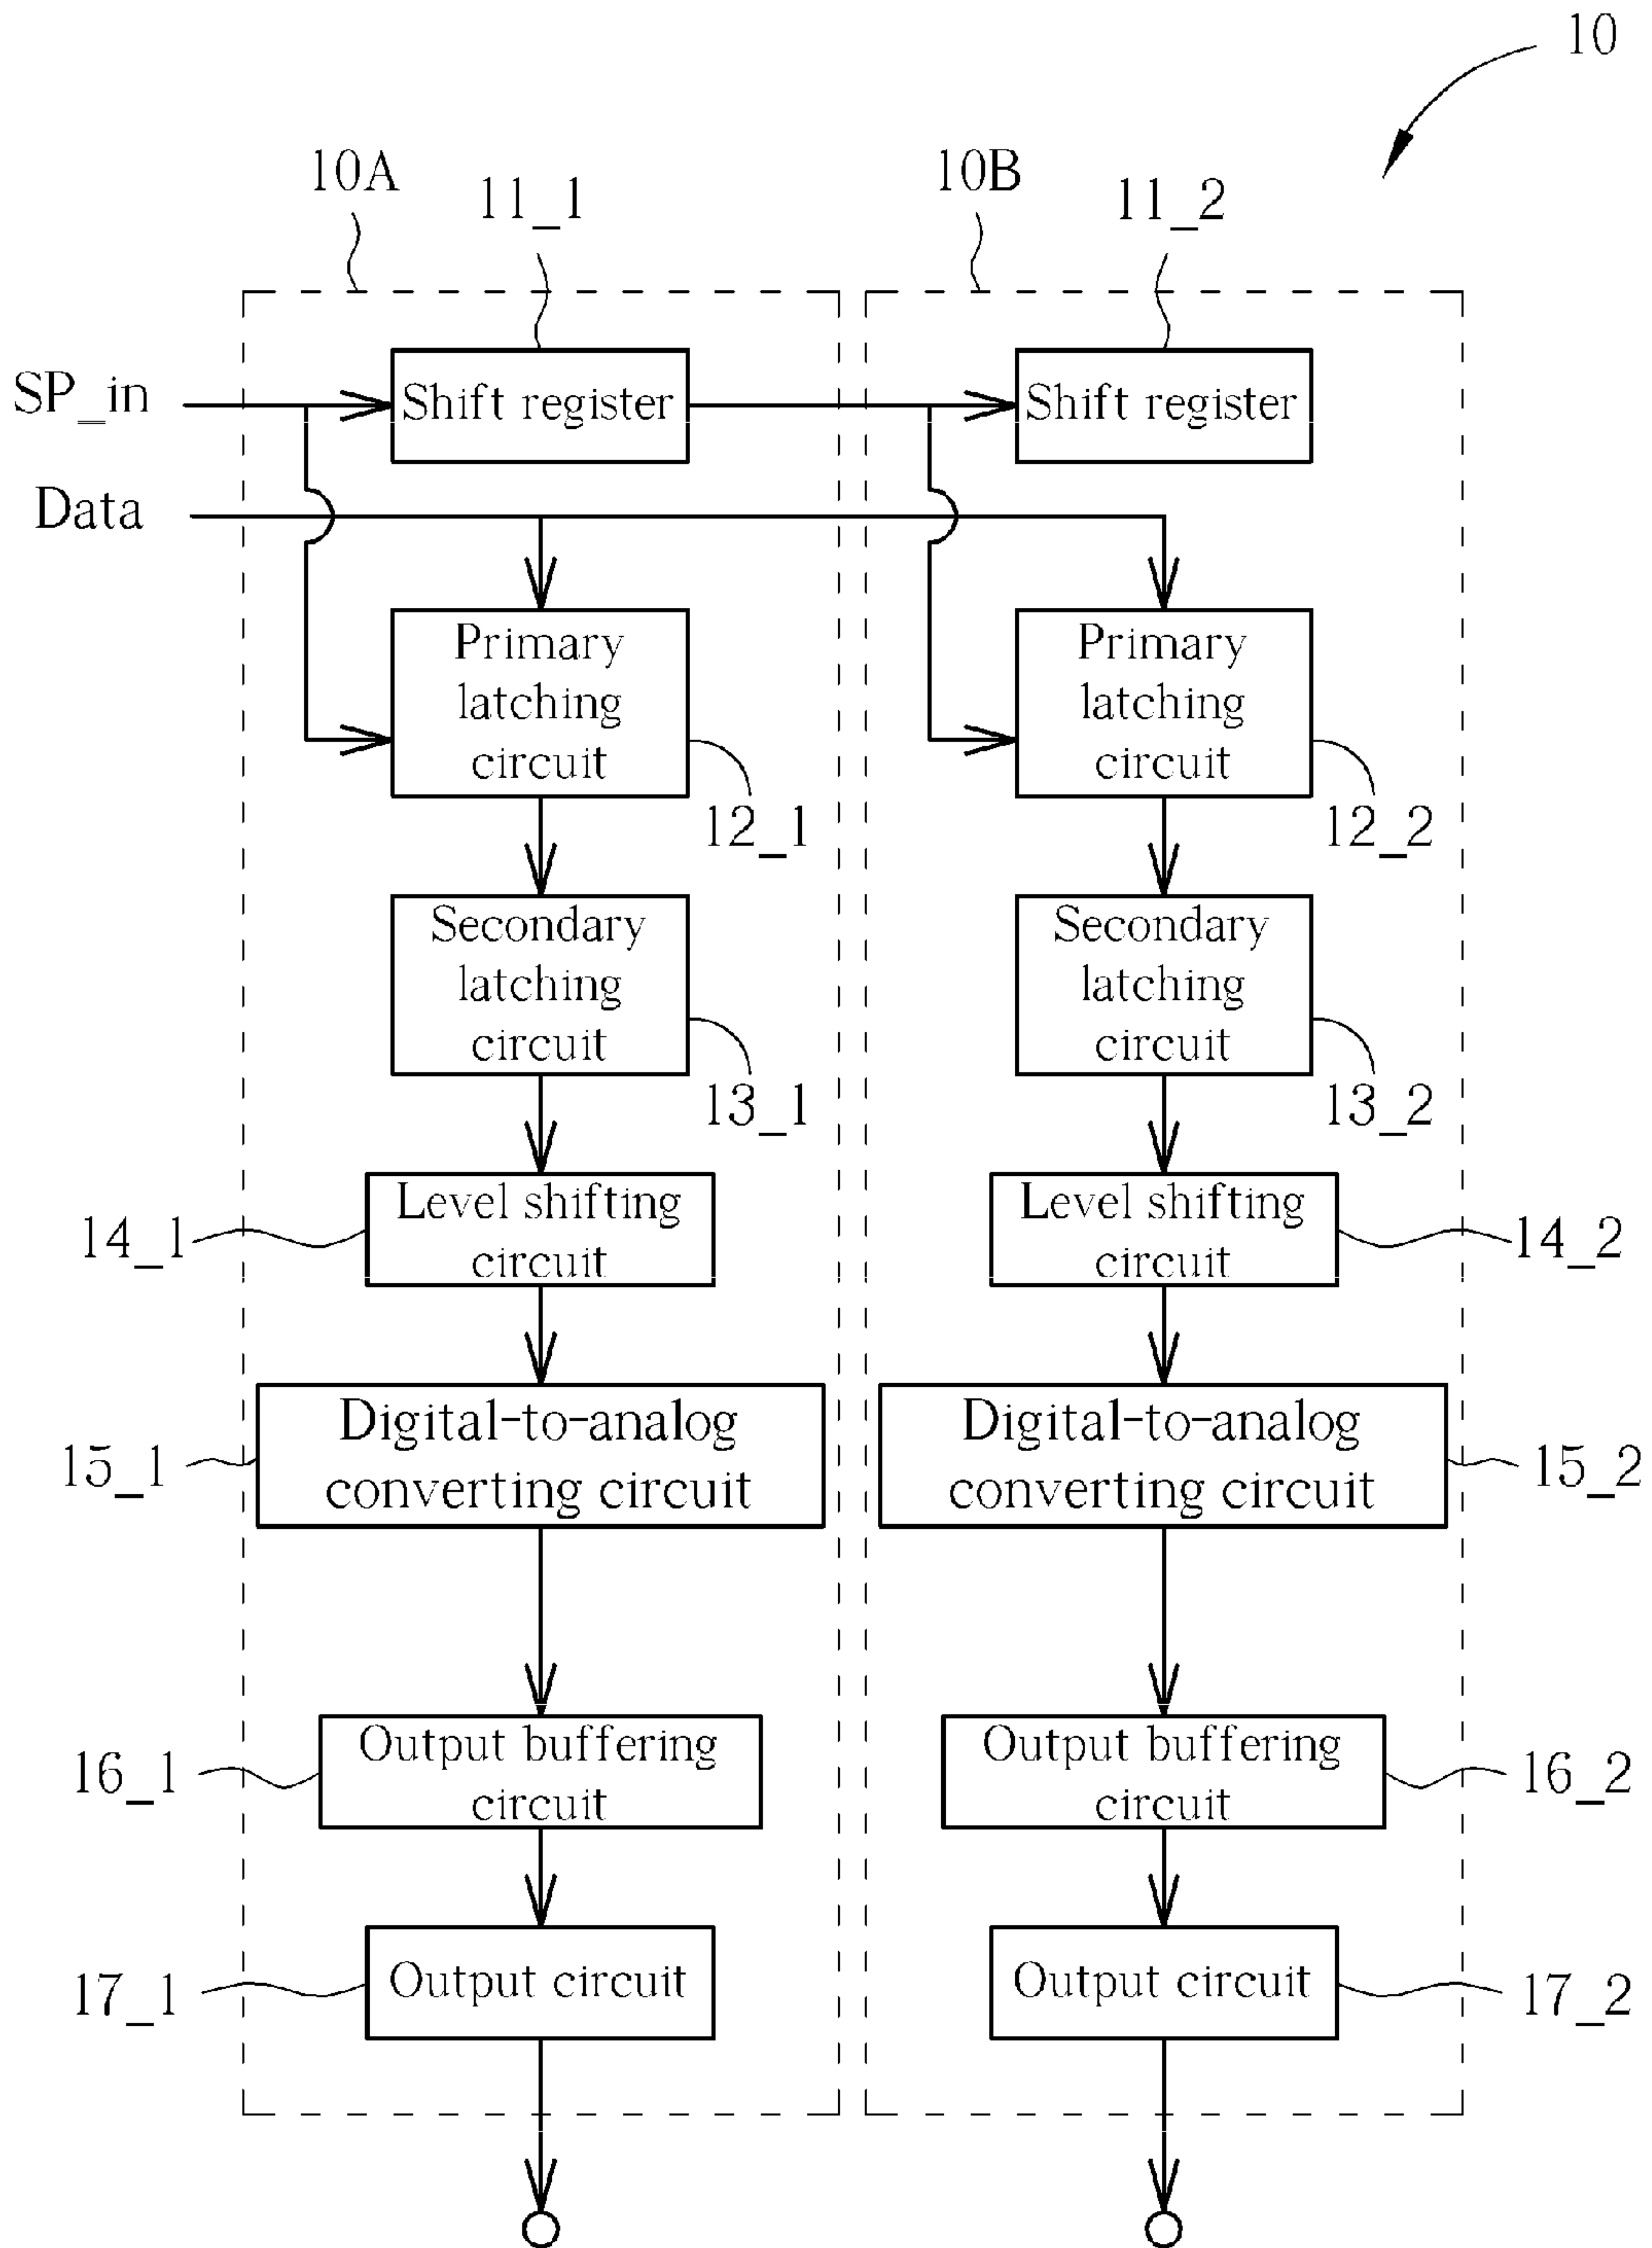 10
10A
10B
11_1
11_2
SP_in
Shift register
Shift register
Data
Primary
latching
circuit
Primary
latching
circuit
12_1
12_2
Secondary
latching
circuit
Secondary
latching
circuit
13_1
13_2
Level shifting
circuit
Level shifting
circuit
14_1
14_2
Digital-to-analog
converting circuit
Digital-to-analog
converting circuit
15_1
15_2
Output buffering
circuit
Output buffering
circuit
16_1
16_2
Output circuit
Output circuit
17_1
17_2